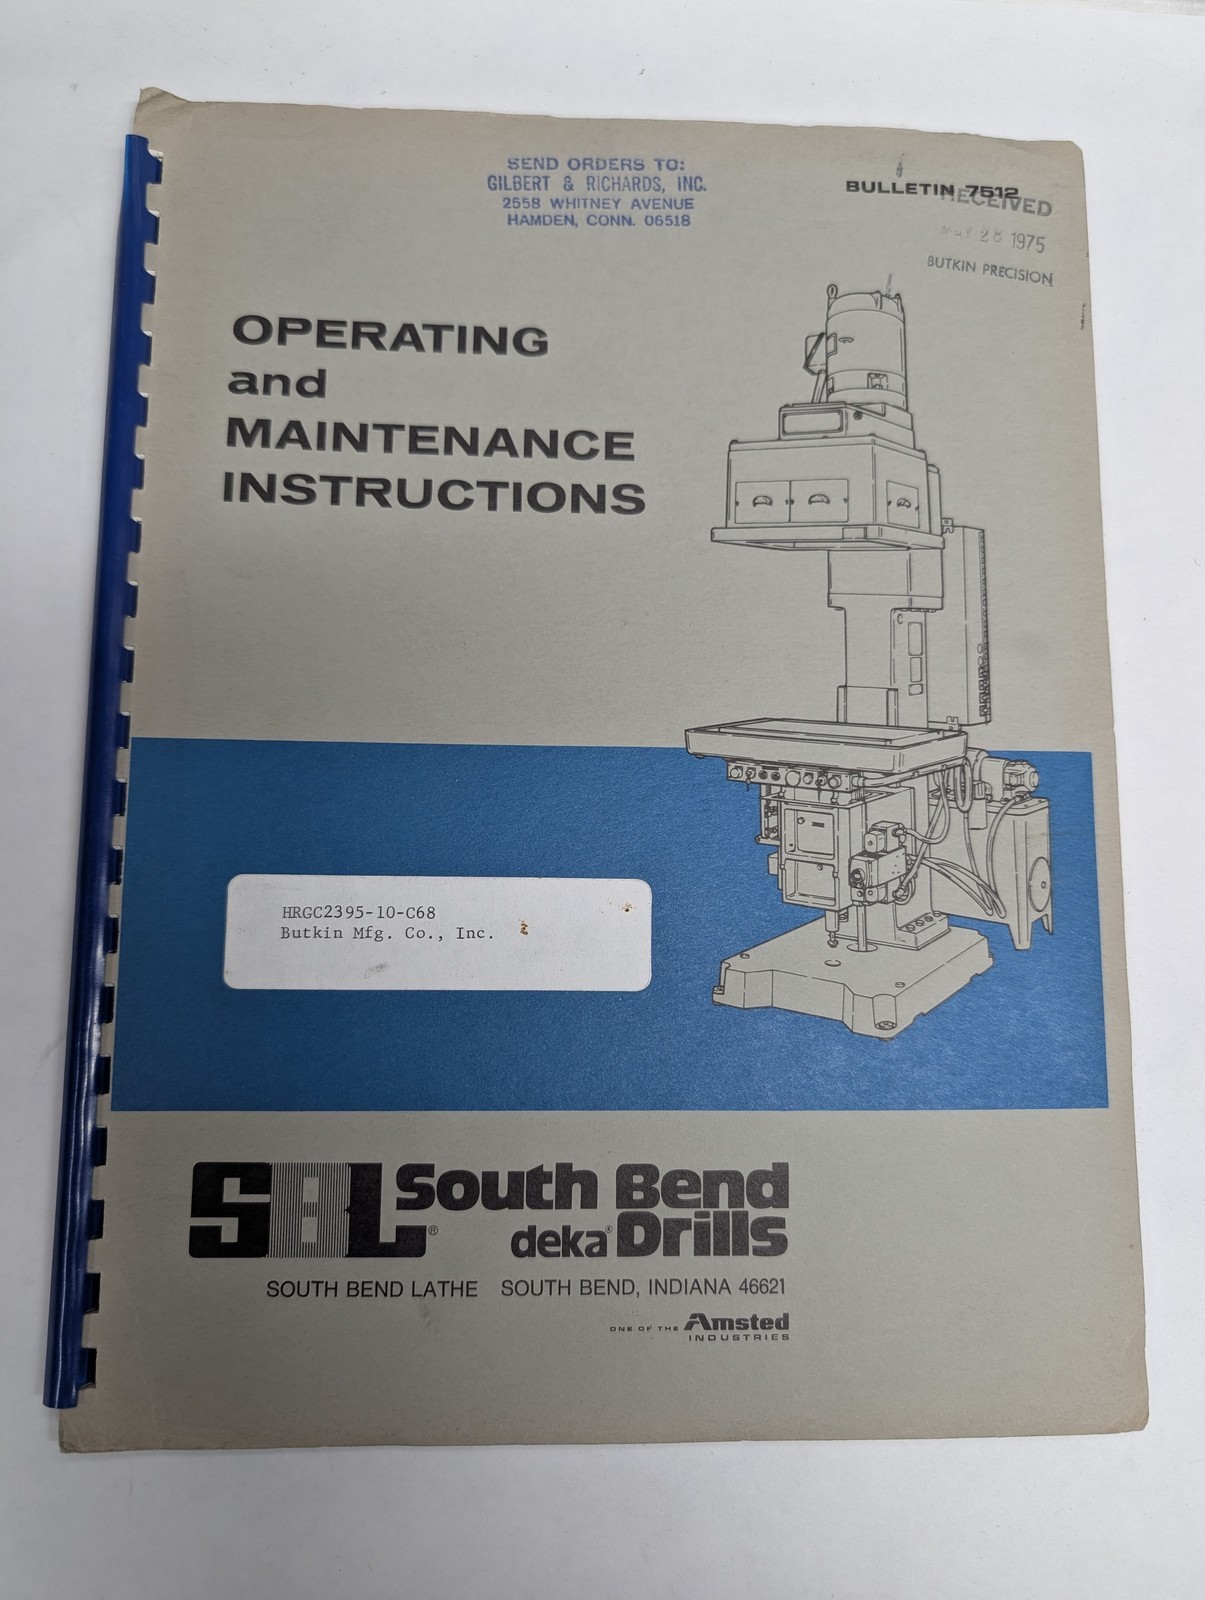 SEND ORDERS TO:
GILBERT & RICHARDS, INC.
2558 WHITNEY AVENUE
HAMDEN, CONN. 06518
BULLETIN 7512
RECEIVED
MAY 28 1975
BUTKIN PRECISION
OPERATING
and
MAINTENANCE
INSTRUCTIONS
HRGC2395-10-C68
Butkin Mfg. Co., Inc.
SBL® South Bend
deka® Drills
SOUTH BEND LATHE SOUTH BEND, INDIANA 46621
ONE OF THE Amsted
INDUSTRIES